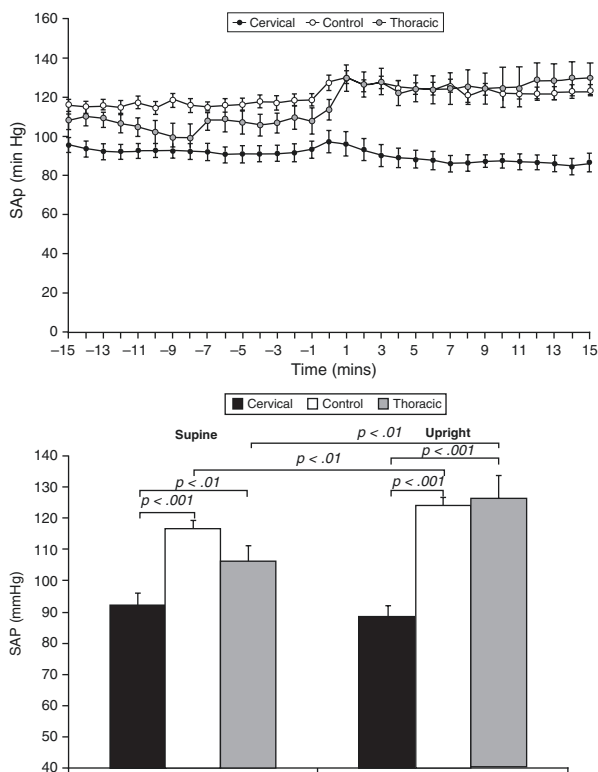 Cervical Control Thoracic
160
140
120
100
80
60
40
20
0
SAp (min Hg)
–15 –13 –11 –9 –7 –5 –3 –1 1 3 5 7 9 11 13 15
Time (mins)
Cervical Control Thoracic
Supine Upright
p < .01
p < .01 p < .001
p < .01
p < .001 p < .001
140
130
120
110
100
90
80
70
60
50
40
SAP (mmHg)